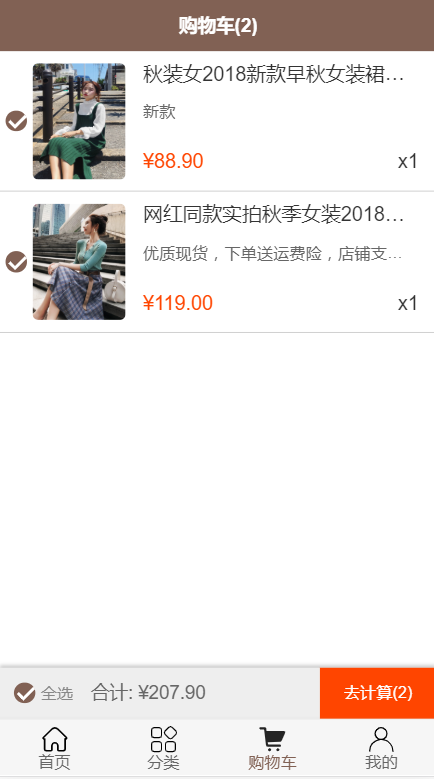 购物车(2)
秋装女2018新款早秋女装裙…
新款
¥88.90
x1
网红同款实拍秋季女装2018…
优质现货，下单送运费险，店铺支…
¥119.00
x1
全选
合计: ¥207.90
去计算(2)
首页
分类
购物车
我的